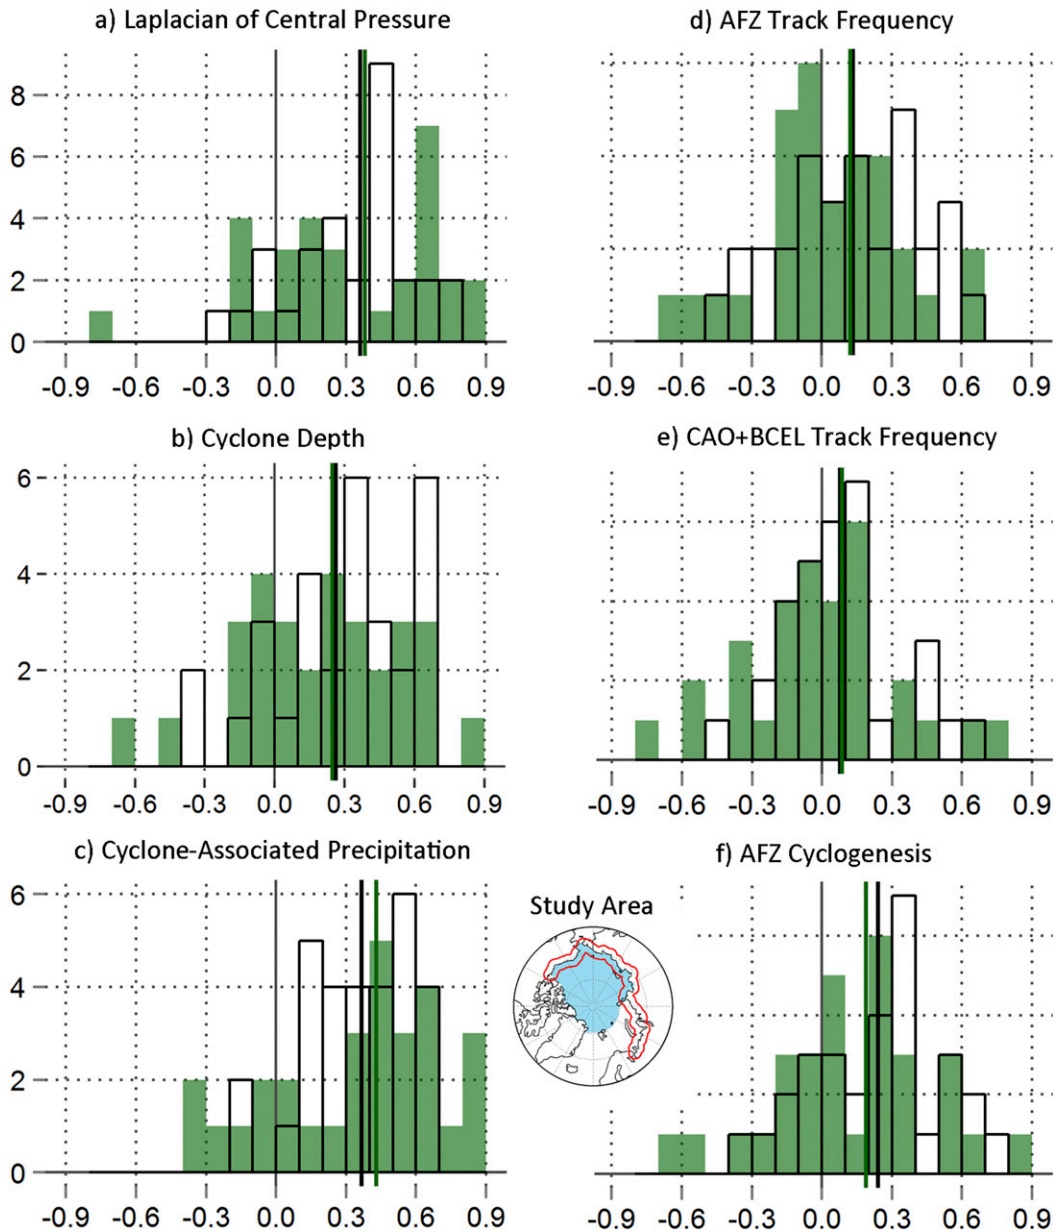 a) Laplacian of Central Pressure
8
6
4
2
0
-0.9 -0.6 -0.3 0.0 0.3 0.6 0.9
d) AFZ Track Frequency
-0.9 -0.6 -0.3 0.0 0.3 0.6 0.9
b) Cyclone Depth
6
4
2
0
-0.9 -0.6 -0.3 0.0 0.3 0.6 0.9
e) CAO+BCEL Track Frequency
-0.9 -0.6 -0.3 0.0 0.3 0.6 0.9
c) Cyclone-Associated Precipitation
6
4
2
0
-0.9 -0.6 -0.3 0.0 0.3 0.6 0.9
Study Area
f) AFZ Cyclogenesis
-0.9 -0.6 -0.3 0.0 0.3 0.6 0.9